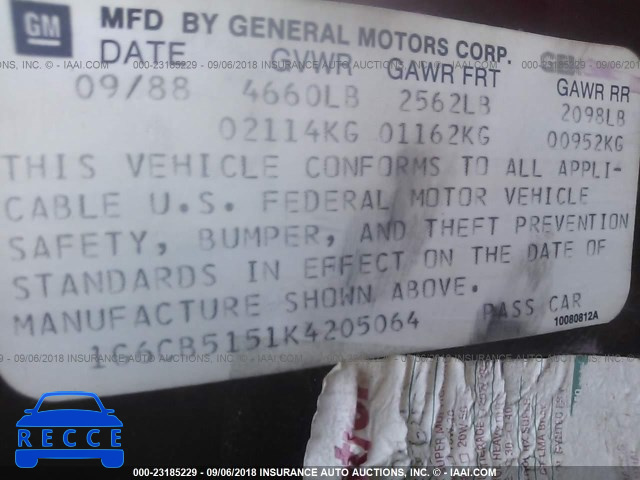 GM
MFD BY GENERAL MOTORS CORP.
DATE GVWR GAWR FRT GAWR RR
09/88 4660LB 2562LB 2098LB
02114KG 01162KG 00952KG
THIS VEHICLE CONFORMS TO ALL APPLI-
CABLE U.S. FEDERAL MOTOR VEHICLE
SAFETY, BUMPER, AND THEFT PREVENTION
STANDARDS IN EFFECT ON THE DATE OF
MANUFACTURE SHOWN ABOVE.
1G6CB5151K4205064 PASS CAR
10080812A
RECCE
000-23185229 - 09/06/2018 INSURANCE AUTO AUCTIONS, INC. - IAAI.COM